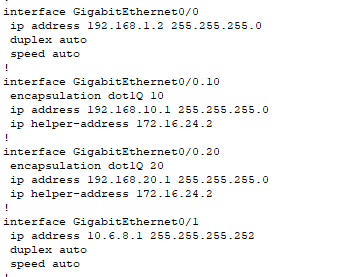 interface GigabitEthernet0/0
 ip address 192.168.1.2 255.255.255.0
 duplex auto
 speed auto
!
interface GigabitEthernet0/0.10
 encapsulation dot1Q 10
 ip address 192.168.10.1 255.255.255.0
 ip helper-address 172.16.24.2
!
interface GigabitEthernet0/0.20
 encapsulation dot1Q 20
 ip address 192.168.20.1 255.255.255.0
 ip helper-address 172.16.24.2
!
interface GigabitEthernet0/1
 ip address 10.6.8.1 255.255.255.252
 duplex auto
 speed auto